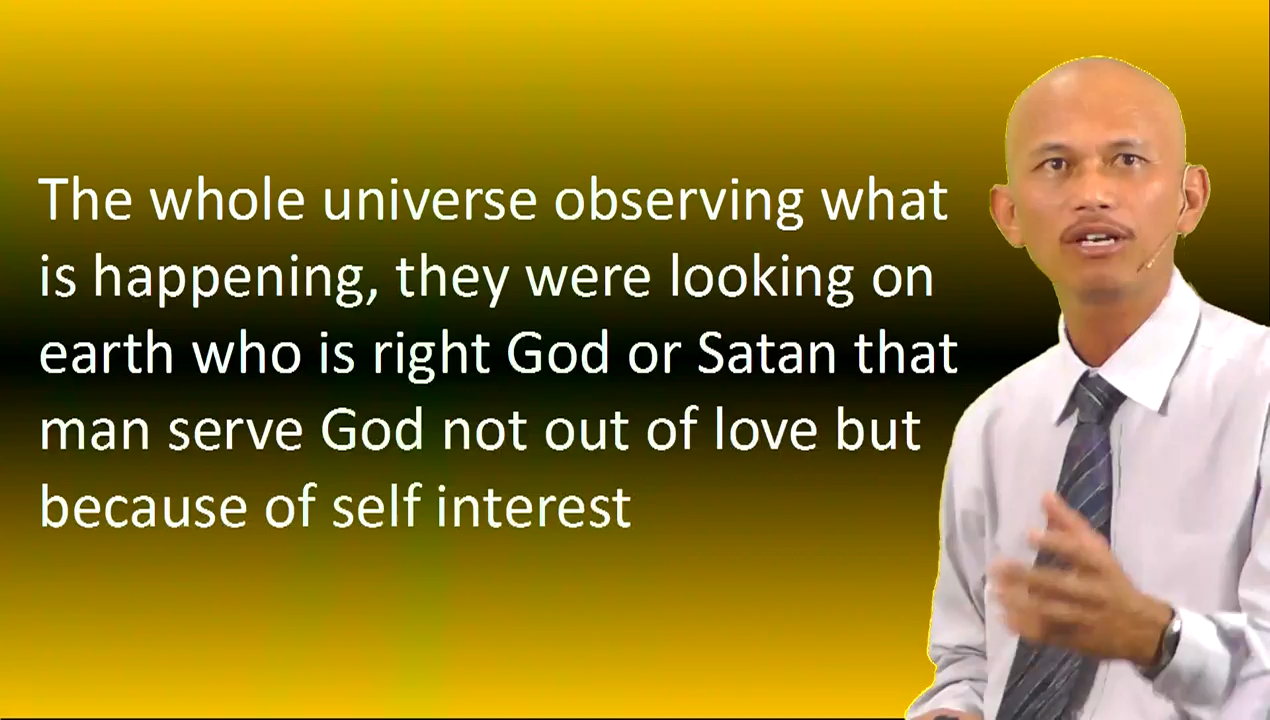 The whole universe observing what
is happening, they were looking on
earth who is right God or Satan that
man serve God not out of love but
because of self interest